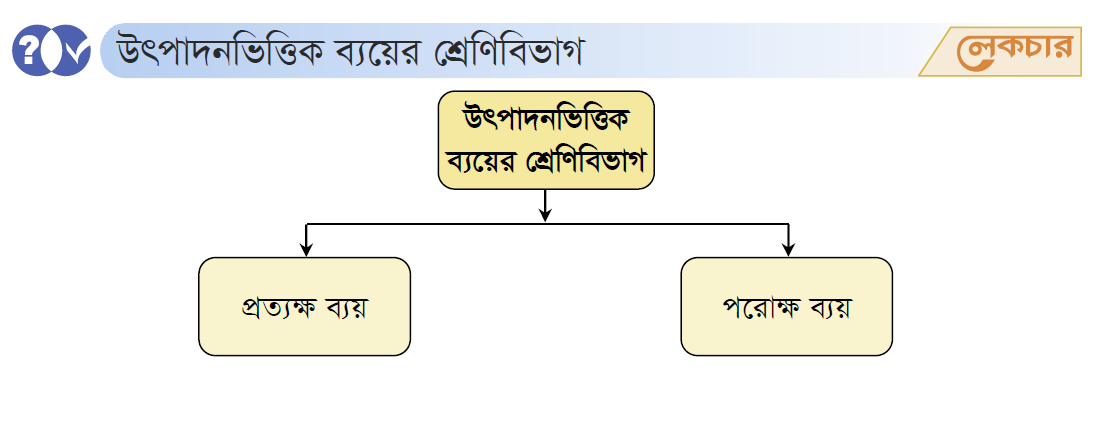 ?
উৎপাদনভিত্তিক ব্যয়ের শ্রেণিবিভাগ
লেকচার
উৎপাদনভিত্তিক
ব্যয়ের শ্রেণিবিভাগ
প্রত্যক্ষ ব্যয়
পরোক্ষ ব্যয়